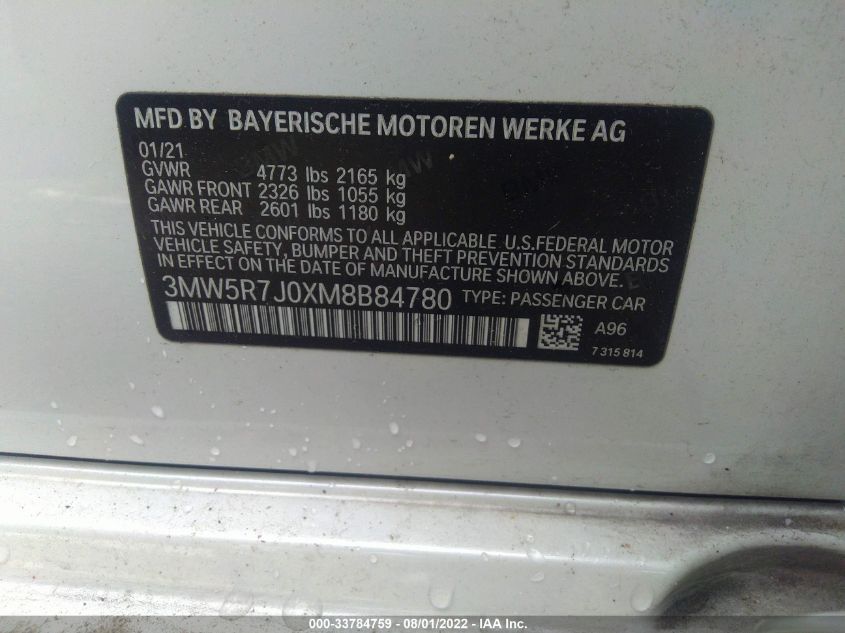 MFD BY BAYERISCHE MOTOREN WERKE AG
01/21
GVWR 4773 lbs 2165 kg
GAWR FRONT 2326 lbs 1055 kg
GAWR REAR 2601 lbs 1180 kg
THIS VEHICLE CONFORMS TO ALL APPLICABLE U.S.FEDERAL MOTOR
VEHICLE SAFETY, BUMPER AND THEFT PREVENTION STANDARDS
IN EFFECT ON THE DATE OF MANUFACTURE SHOWN ABOVE.
3MW5R7J0XM8B84780 TYPE: PASSENGER CAR
A96
7 315 814
000-33784759 - 08/01/2022 - IAA Inc.